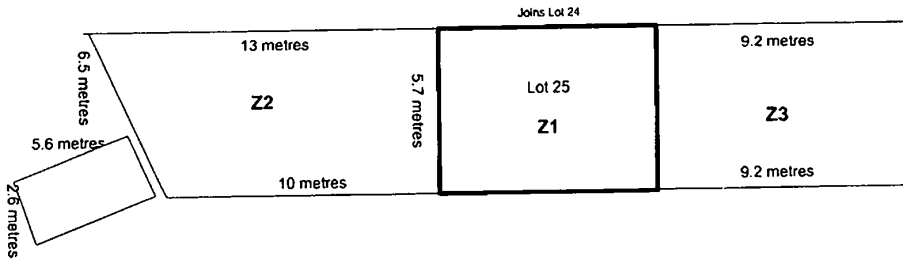 Joins Lot 24
13 metres
9.2 metres
6.5 metres
5.7 metres
Lot 25
Z2
Z1
Z3
5.6 metres
10 metres
9.2 metres
2.6 metres